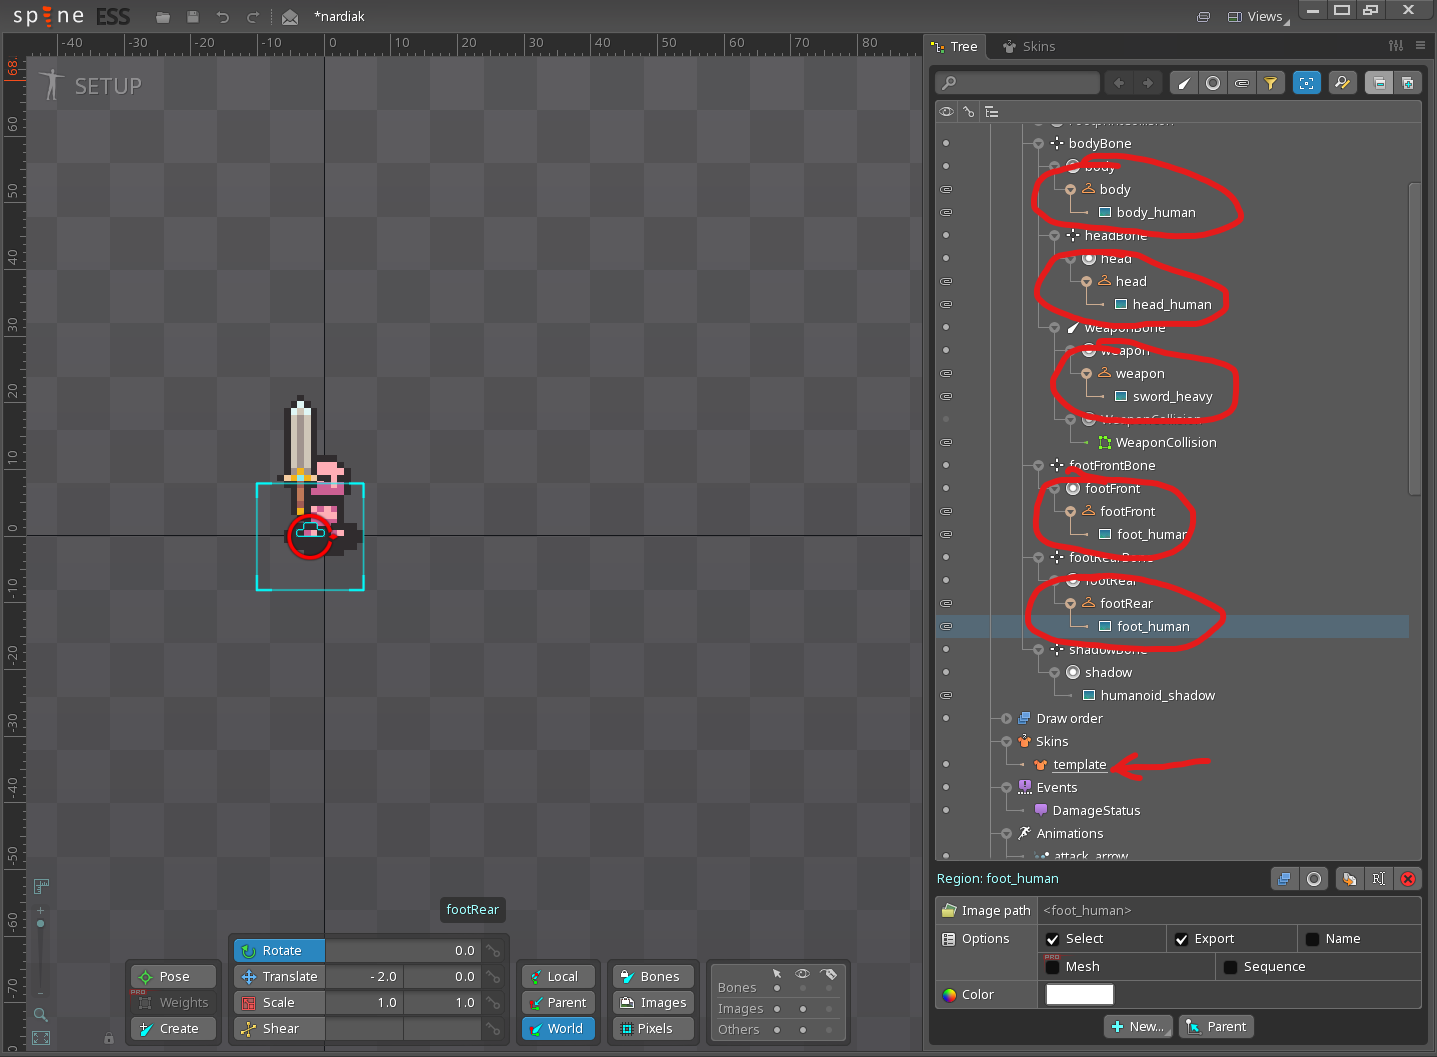 spine ESS
*nardiak
Views
-40 -30 -20 -10 0 10 20 30 40 50 60 70 80
68.
60
50
40
30
20
10
0
-10
-20
-30
-40
-50
-60
-70
SETUP
footRear
Pose
PRO
Weights
Create
Rotate 0.0
Translate -2.0 0.0
Scale 1.0 1.0
Shear
Local
Parent
World
Bones
Images
Pixels
Bones
Images
Others
Tree
Skins
bodyBone
body
body
body_human
headBone
head
head
head_human
weaponBone
weapon
weapon
sword_heavy
WeaponCollision
WeaponCollision
footFrontBone
footFront
footFront
foot_human
footRearBone
footRear
footRear
foot_human
shadowBone
shadow
humanoid_shadow
Draw order
Skins
template
Events
DamageStatus
Animations
attack_arrow
Region: foot_human
Image path <foot_human>
Options Select Export Name
PRO
Mesh Sequence
Color
New... Parent